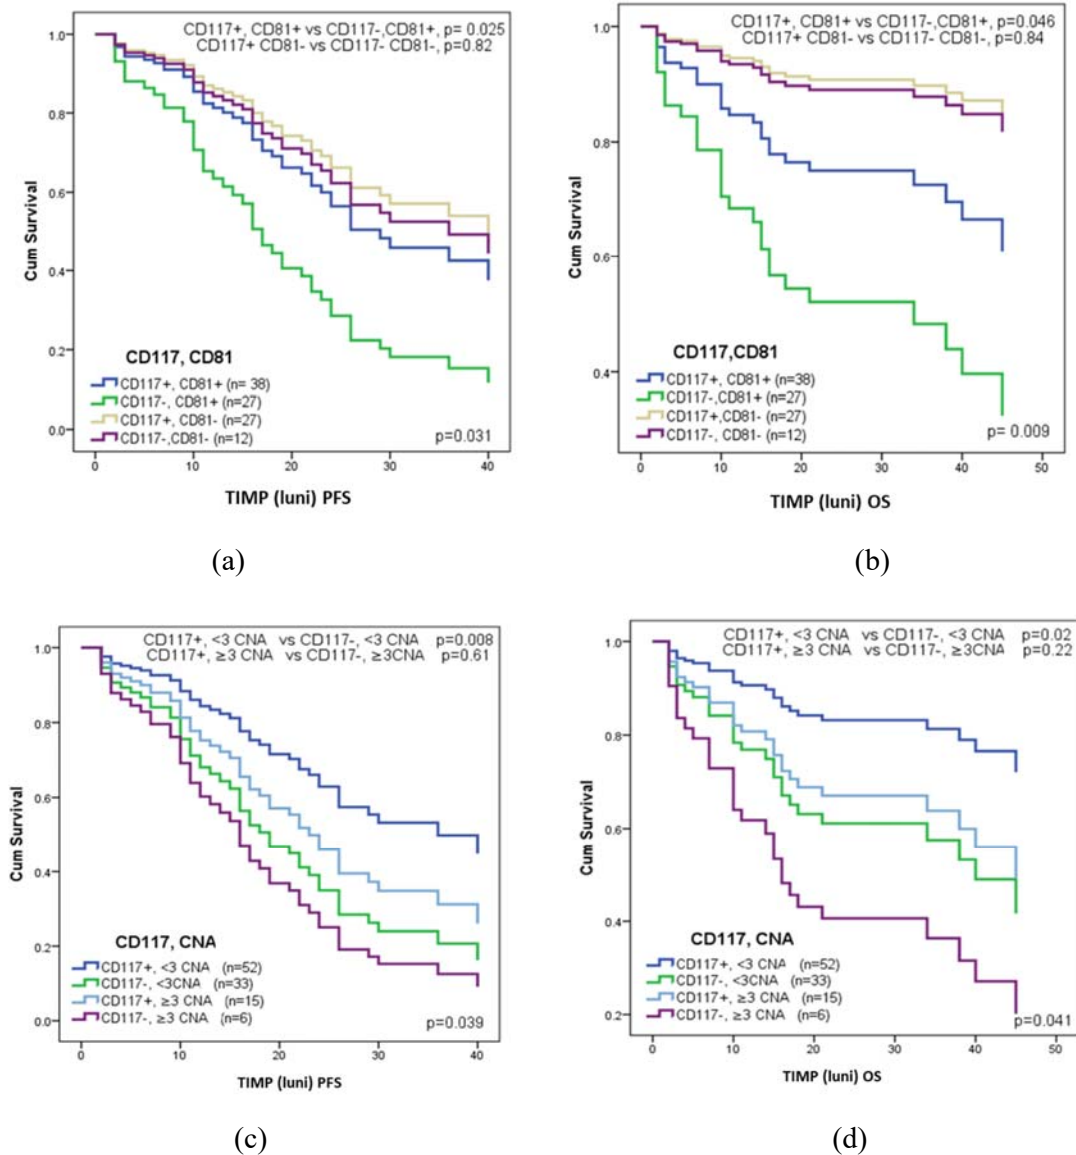 CD117+, CD81+ vs CD117-,CD81+, p= 0.025
CD117+ CD81- vs CD117- CD81-, p=0.82
1.0
0.8
0.6
0.4
0.2
0.0
Cum Survival
CD117, CD81
CD117+, CD81+ (n= 38)
CD117-, CD81+ (n=27)
CD117+, CD81- (n=27)
CD117-,CD81- (n=12)
p=0.031
0 10 20 30 40
TIMP (luni) PFS
(a)
CD117+, CD81+ vs CD117-,CD81+, p=0.046
CD117+ CD81- vs CD117- CD81-, p=0.84
1.0
0.8
0.6
0.4
Cum Survival
CD117,CD81
CD117+, CD81+ (n=38)
CD117-,CD81+ (n=27)
CD117+,CD81- (n=27)
CD117-, CD81- (n=12)
p= 0.009
0 10 20 30 40 50
TIMP (luni) OS
(b)
CD117+, <3 CNA vs CD117-, <3 CNA p=0.008
CD117+, ≥3 CNA vs CD117-, ≥3CNA p=0.61
1.0
0.8
0.6
0.4
0.2
0.0
Cum Survival
CD117, CNA
CD117+, <3 CNA (n=52)
CD117-, <3CNA (n=33)
CD117+, ≥3 CNA (n=15)
CD117-, ≥3 CNA (n=6)
p=0.039
0 10 20 30 40
TIMP (luni) PFS
(c)
CD117+, <3 CNA vs CD117-, <3 CNA p=0.02
CD117+, ≥3 CNA vs CD117-, ≥3CNA p=0.22
1.0
0.8
0.6
0.4
0.2
Cum Survival
CD117, CNA
CD117+, <3 CNA (n=52)
CD117-, <3CNA (n=33)
CD117+, ≥3 CNA (n=15)
CD117-, ≥3 CNA (n=6)
p=0.041
0 10 20 30 40 50
TIMP (luni) OS
(d)